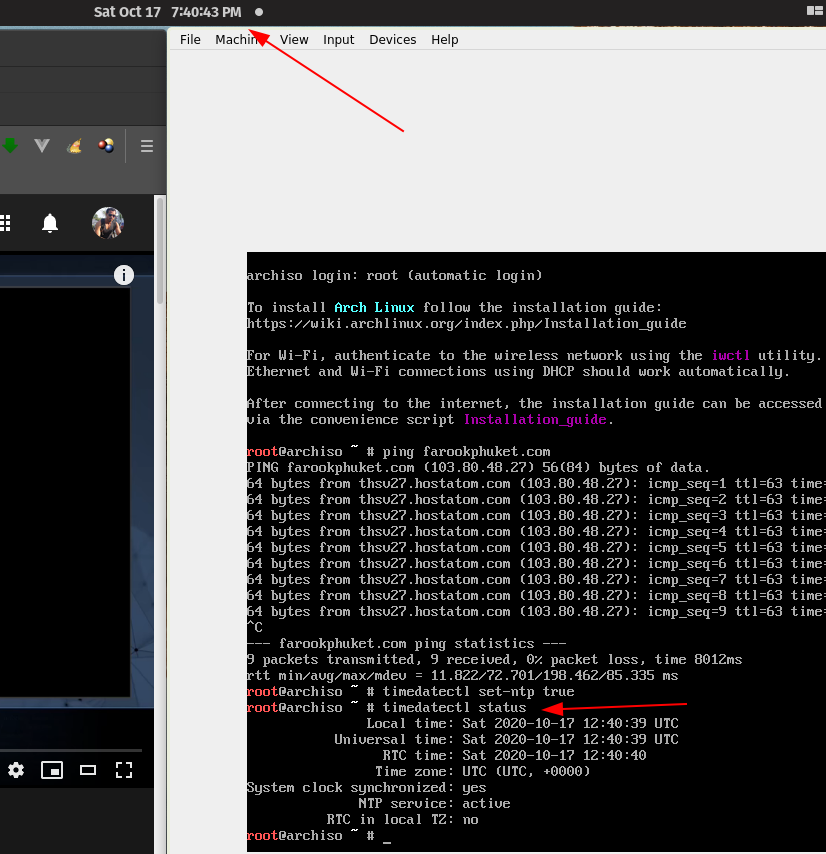 Sat Oct 17 7:40:43 PM
File Machin View Input Devices Help
archiso login: root (automatic login)
To install Arch Linux follow the installation guide:
https://wiki.archlinux.org/index.php/Installation_guide
For Wi-Fi, authenticate to the wireless network using the iwctl utility.
Ethernet and Wi-Fi connections using DHCP should work automatically.
After connecting to the internet, the installation guide can be accessed
via the convenience script Installation_guide.
root@archiso ~ # ping farookphuket.com
PING farookphuket.com (103.80.48.27) 56(84) bytes of data.
64 bytes from thsv27.hostatom.com (103.80.48.27): icmp_seq=1 ttl=63 time=
64 bytes from thsv27.hostatom.com (103.80.48.27): icmp_seq=2 ttl=63 time=
64 bytes from thsv27.hostatom.com (103.80.48.27): icmp_seq=3 ttl=63 time=
64 bytes from thsv27.hostatom.com (103.80.48.27): icmp_seq=4 ttl=63 time=
64 bytes from thsv27.hostatom.com (103.80.48.27): icmp_seq=5 ttl=63 time=
64 bytes from thsv27.hostatom.com (103.80.48.27): icmp_seq=6 ttl=63 time=
64 bytes from thsv27.hostatom.com (103.80.48.27): icmp_seq=7 ttl=63 time=
64 bytes from thsv27.hostatom.com (103.80.48.27): icmp_seq=8 ttl=63 time=
64 bytes from thsv27.hostatom.com (103.80.48.27): icmp_seq=9 ttl=63 time=
^C
--- farookphuket.com ping statistics ---
9 packets transmitted, 9 received, 0% packet loss, time 8012ms
rtt min/avg/max/mdev = 11.822/72.701/198.462/85.335 ms
root@archiso ~ # timedatectl set-ntp true
root@archiso ~ # timedatectl status
Local time: Sat 2020-10-17 12:40:39 UTC
Universal time: Sat 2020-10-17 12:40:39 UTC
RTC time: Sat 2020-10-17 12:40:40
Time zone: UTC (UTC, +0000)
System clock synchronized: yes
NTP service: active
RTC in local TZ: no
root@archiso ~ # _